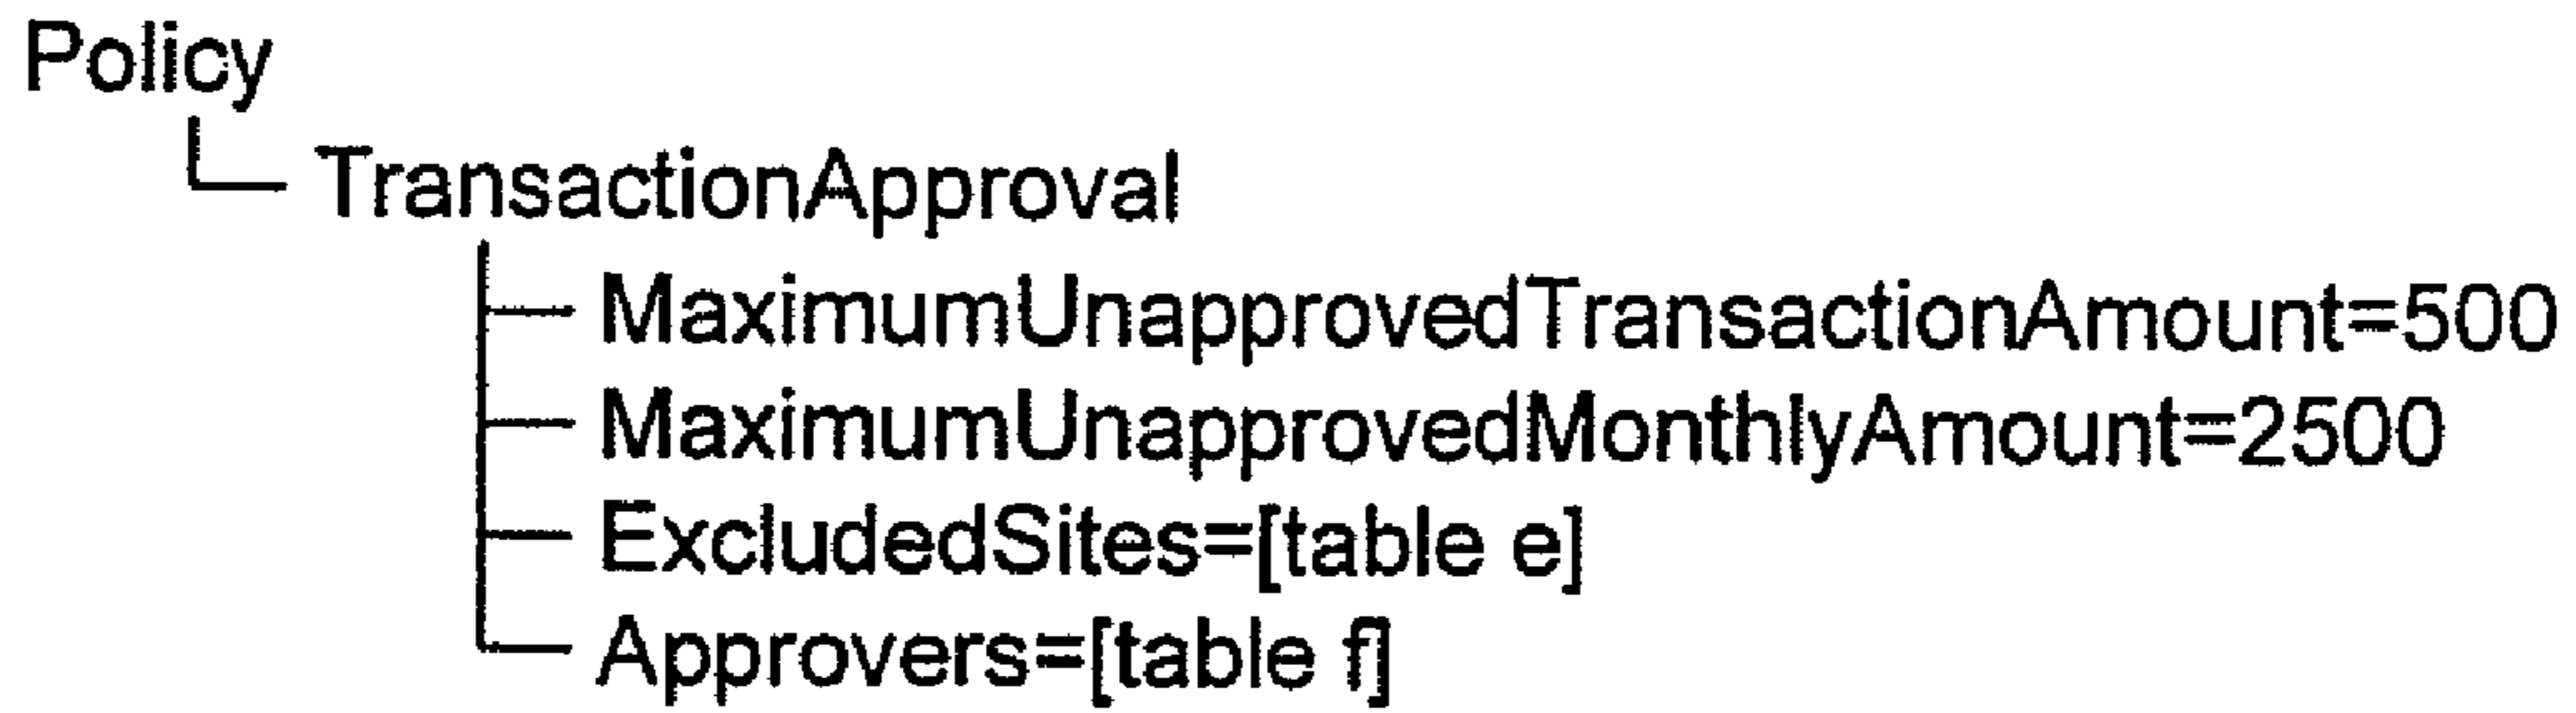 Policy
TransactionApproval
MaximumUnapprovedTransactionAmount=500
MaximumUnapprovedMonthlyAmount=2500
ExcludedSites=[table e]
Approvers=[table f]